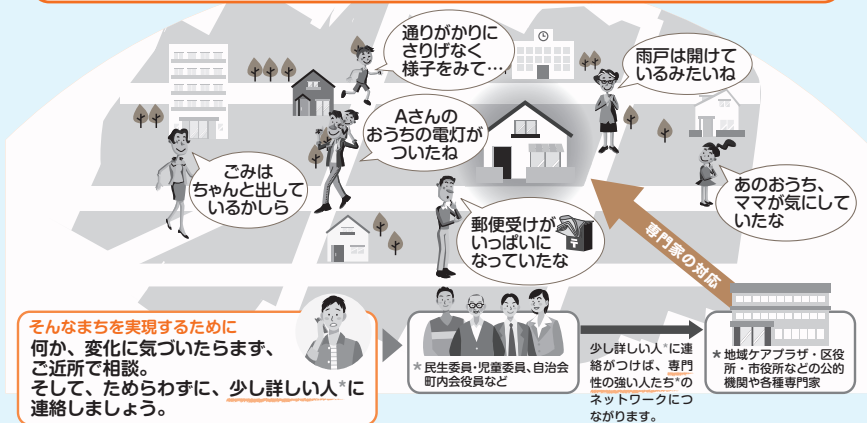 通りがかりに
さりげなく
様子をみて…
雨戸は開けて
いるみたいね
Aさんの
おうちの電灯が
ついたね
ごみは
ちゃんと出して
いるかしら
あのおうち、
ママが気にして
いたな
郵便受けが
いっぱいに
なっていたな
専門家の対応
そんなまちを実現するために
何か、変化に気づいたらまず、
ご近所で相談。
そして、ためらわずに、少し詳しい人*に
連絡しましょう。
*民生委員・児童委員、自治会
町内会役員など
少し詳しい人*に連
絡がつけば、専門
性の強い人たち*の
ネットワークにつ
ながります。
*地域ケアプラザ・区役
所・市役所などの公的
機関や各種専門家